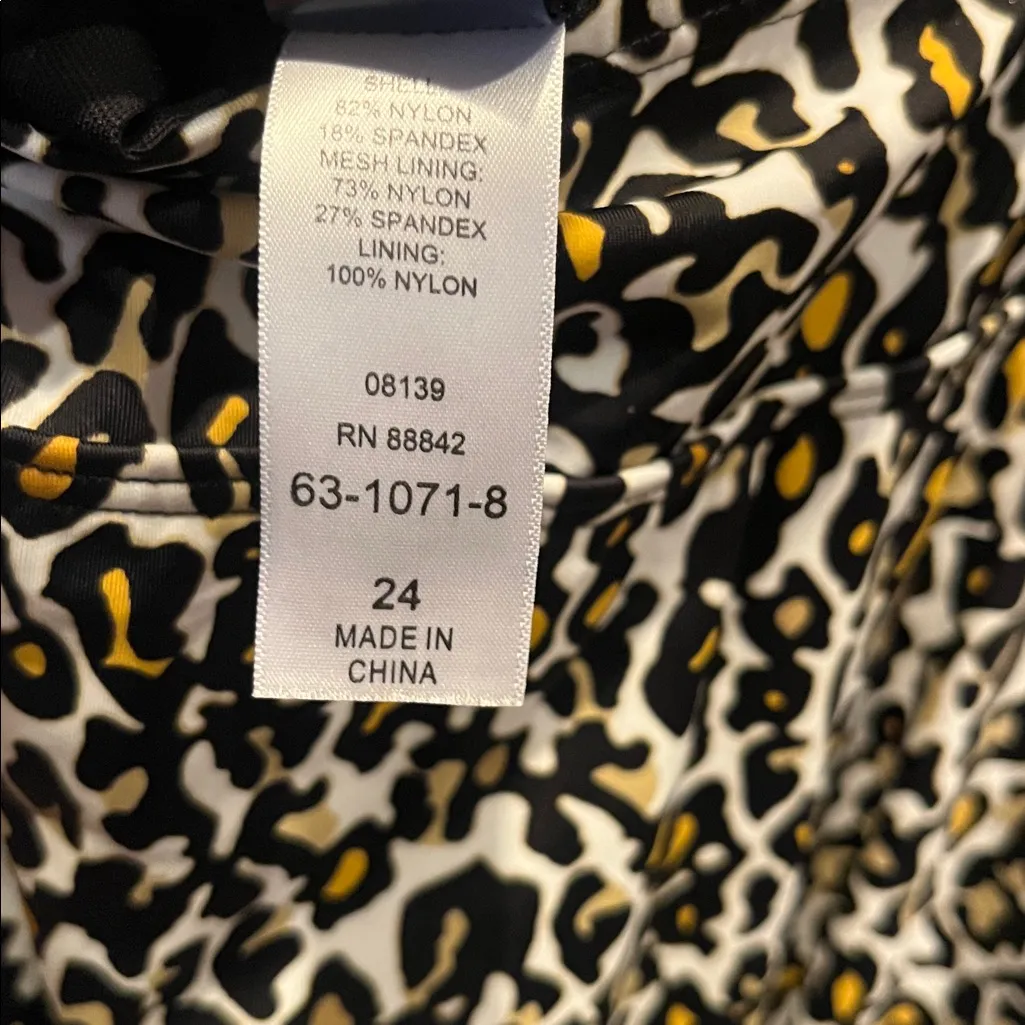 SHELL:
82% NYLON
18% SPANDEX
MESH LINING:
73% NYLON
27% SPANDEX
LINING:
100% NYLON
08139
RN 88842
63-1071-8
24
MADE IN
CHINA